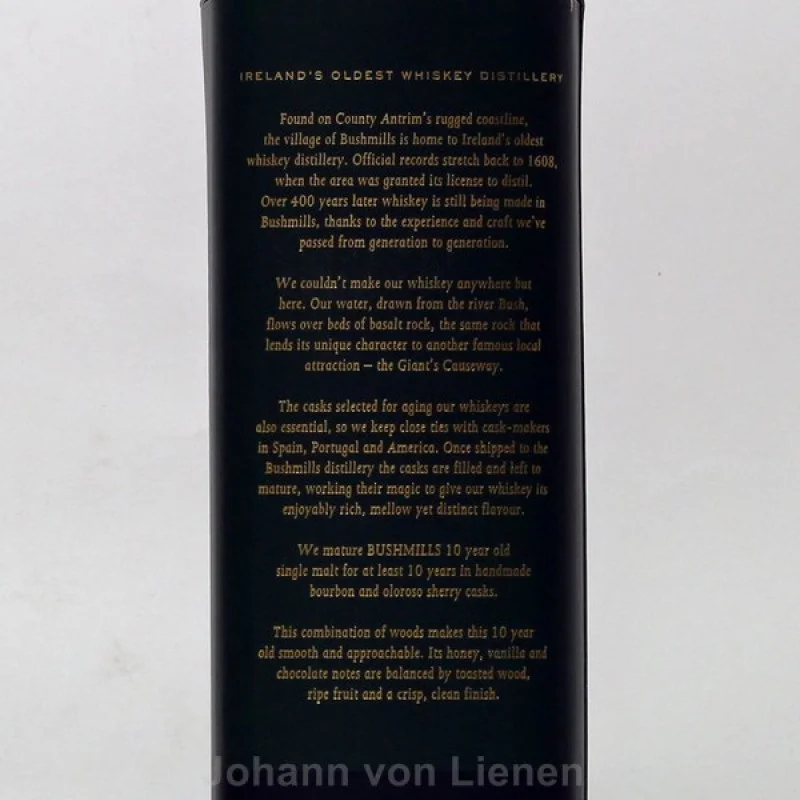 IRELAND'S OLDEST WHISKEY DISTILLERY
Found on County Antrim's rugged coastline,
the village of Bushmills is home to Ireland's oldest
whiskey distillery. Official records stretch back to 1608,
when the area was granted its license to distil.
Over 400 years later whiskey is still being made in
Bushmills, thanks to the experience and craft we've
passed from generation to generation.
We couldn't make our whiskey anywhere but
here. Our water, drawn from the river Bush,
flows over beds of basalt rock, the same rock that
lends its unique character to another famous local
attraction – the Giant's Causeway.
The casks selected for aging our whiskeys are
also essential, so we keep close ties with cask-makers
in Spain, Portugal and America. Once shipped to the
Bushmills distillery the casks are filled and left to
mature, working their magic to give our whiskey its
enjoyably rich, mellow yet distinct flavour.
We mature BUSHMILLS 10 year old
single malt for at least 10 years in handmade
bourbon and oloroso sherry casks.
This combination of woods makes this 10 year
old smooth and approachable. Its honey, vanilla and
chocolate notes are balanced by toasted wood,
ripe fruit and a crisp, clean finish.
Johann von Lienen